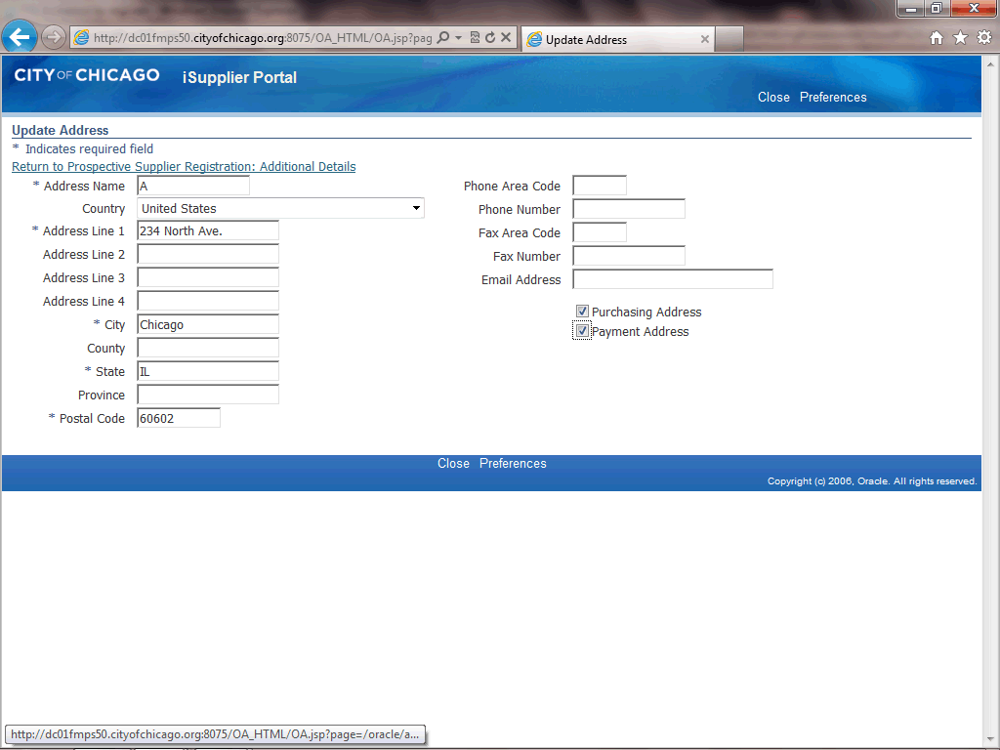 http://dc01fmps50.cityofchicago.org:8075/OA_HTML/OA.jsp?pag
Update Address
CITY OF CHICAGO iSupplier Portal
Close Preferences
Update Address
* Indicates required field
Return to Prospective Supplier Registration: Additional Details
* Address Name A
Country United States
* Address Line 1 234 North Ave.
Address Line 2
Address Line 3
Address Line 4
* City Chicago
County
* State IL
Province
* Postal Code 60602
Phone Area Code
Phone Number
Fax Area Code
Fax Number
Email Address
Purchasing Address
Payment Address
Close Preferences
Copyright (c) 2006, Oracle. All rights reserved.
http://dc01fmps50.cityofchicago.org:8075/OA_HTML/OA.jsp?page=/oracle/a...